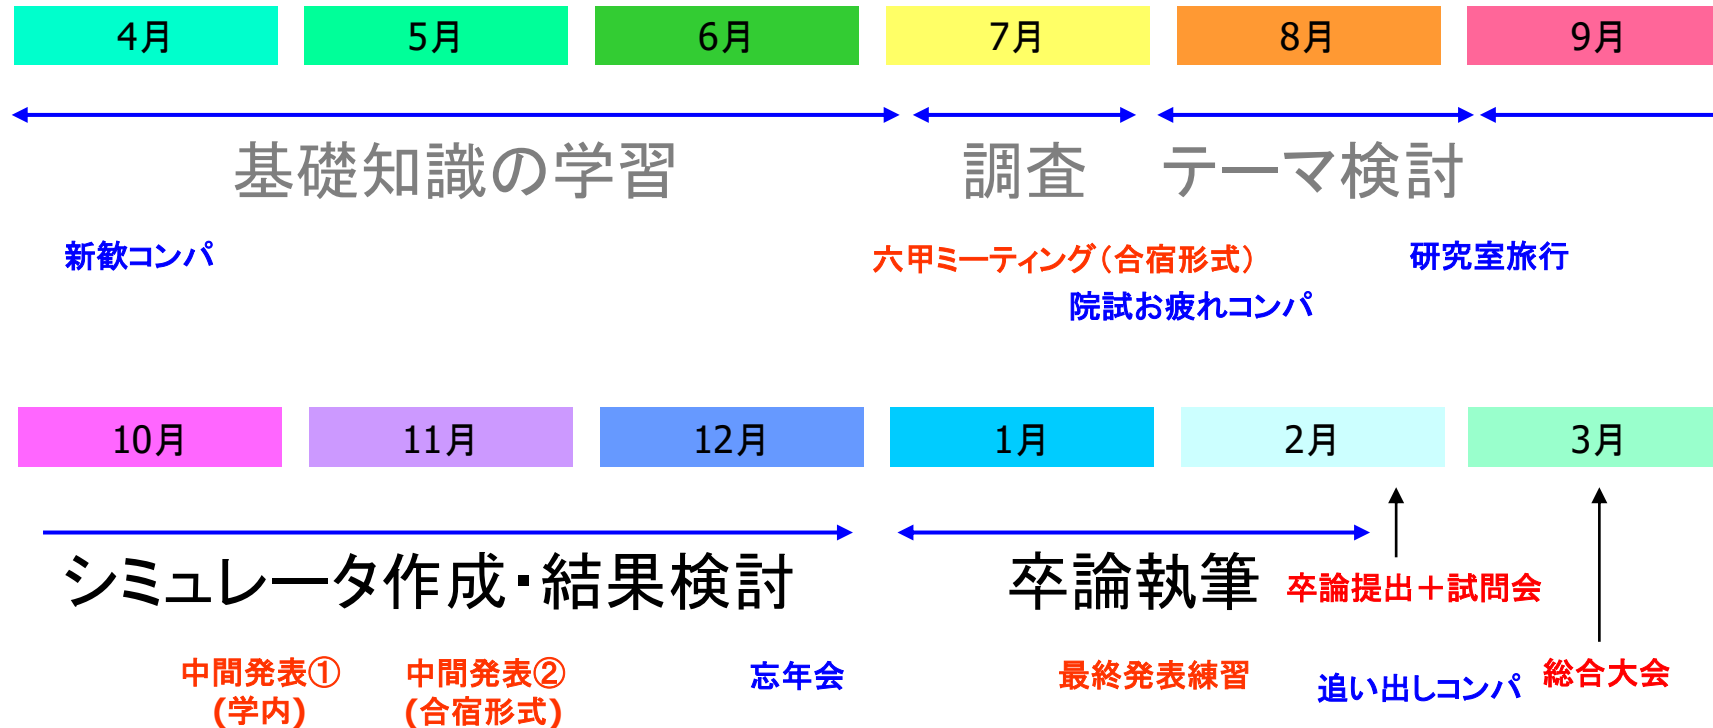 4月 5月 6月 7月 8月 9月
基礎知識の学習 調査 テーマ検討
新歓コンパ 六甲ミーティング（合宿形式） 研究室旅行
院試お疲れコンパ
10月 11月 12月 1月 2月 3月
シミュレータ作成・結果検討 卒論執筆 卒論提出＋試問会
中間発表① 中間発表② 忘年会 最終発表練習 追い出しコンパ 総合大会
(学内) (合宿形式)